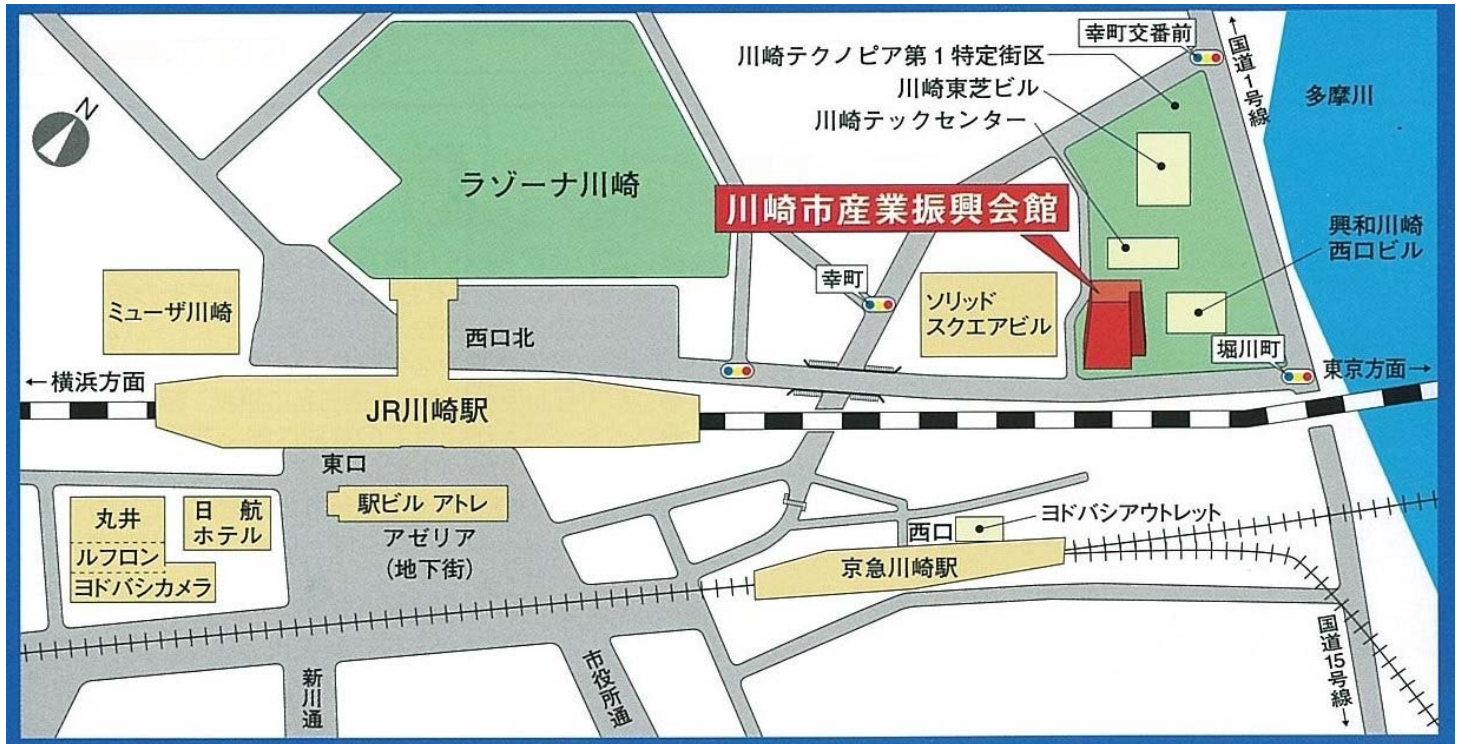 幸町交番前
↑国道1号線
川崎テクノピア第1特定街区
川崎東芝ビル
川崎テックセンター
多摩川
N
ラゾーナ川崎
川崎市産業振興会館
興和川崎
西口ビル
幸町
ソリッド
スクエアビル
ミューザ川崎
西口北
堀川町
←横浜方面
東京方面→
JR川崎駅
東口
駅ビル アトレ
アゼリア
(地下街)
丸井
ルフロン
ヨドバシカメラ
日航
ホテル
西口
ヨドバシアウトレット
京急川崎駅
新川通
市役所通
国道15号線→